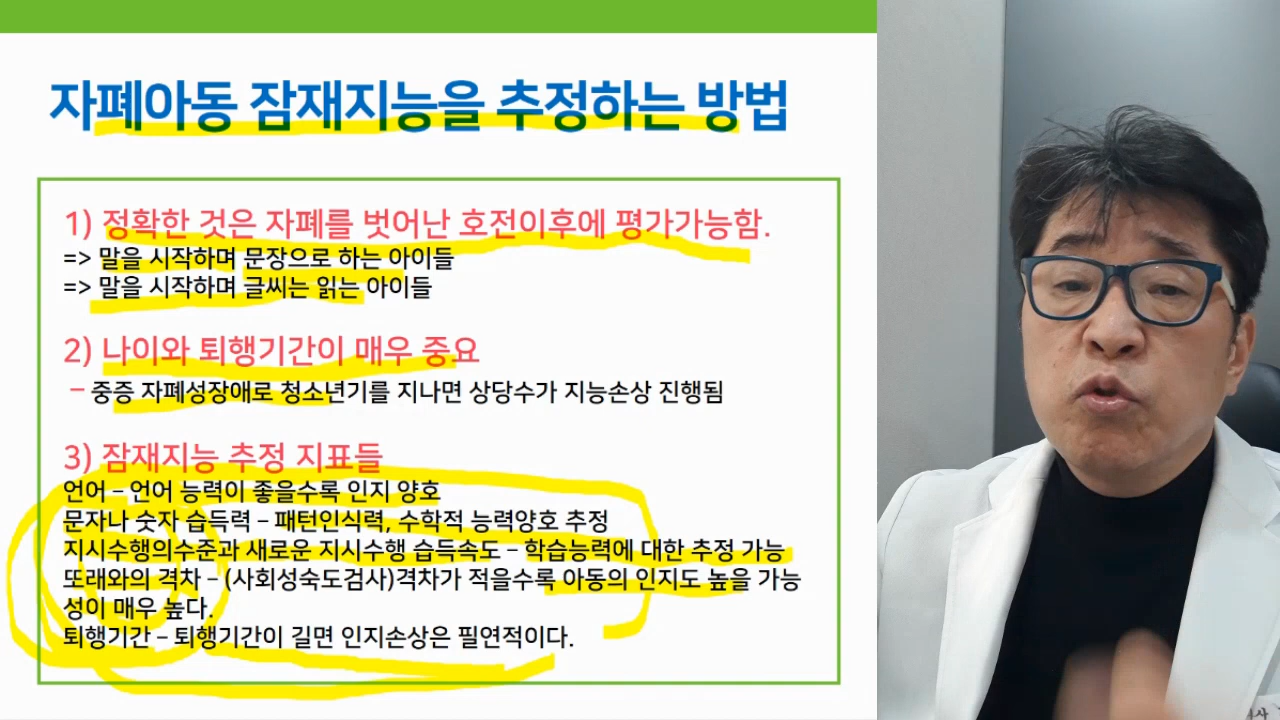 자폐아동 잠재지능을 추정하는 방법
1) 정확한 것은 자폐를 벗어난 호전이후에 평가가능함.
=> 말을 시작하며 문장으로 하는 아이들
=> 말을 시작하며 글씨는 읽는 아이들
2) 나이와 퇴행기간이 매우 중요
- 중증 자폐성장애로 청소년기를 지나면 상당수가 지능손상 진행됨
3) 잠재지능 추정 지표들
언어 – 언어 능력이 좋을수록 인지 양호
문자나 숫자 습득력 – 패턴인식력, 수학적 능력양호 추정
지시수행의수준과 새로운 지시수행 습득속도 – 학습능력에 대한 추정 가능
또래와의 격차 – (사회성숙도검사)격차가 적을수록 아동의 인지도 높을 가능
성이 매우 높다.
퇴행기간 – 퇴행기간이 길면 인지손상은 필연적이다.